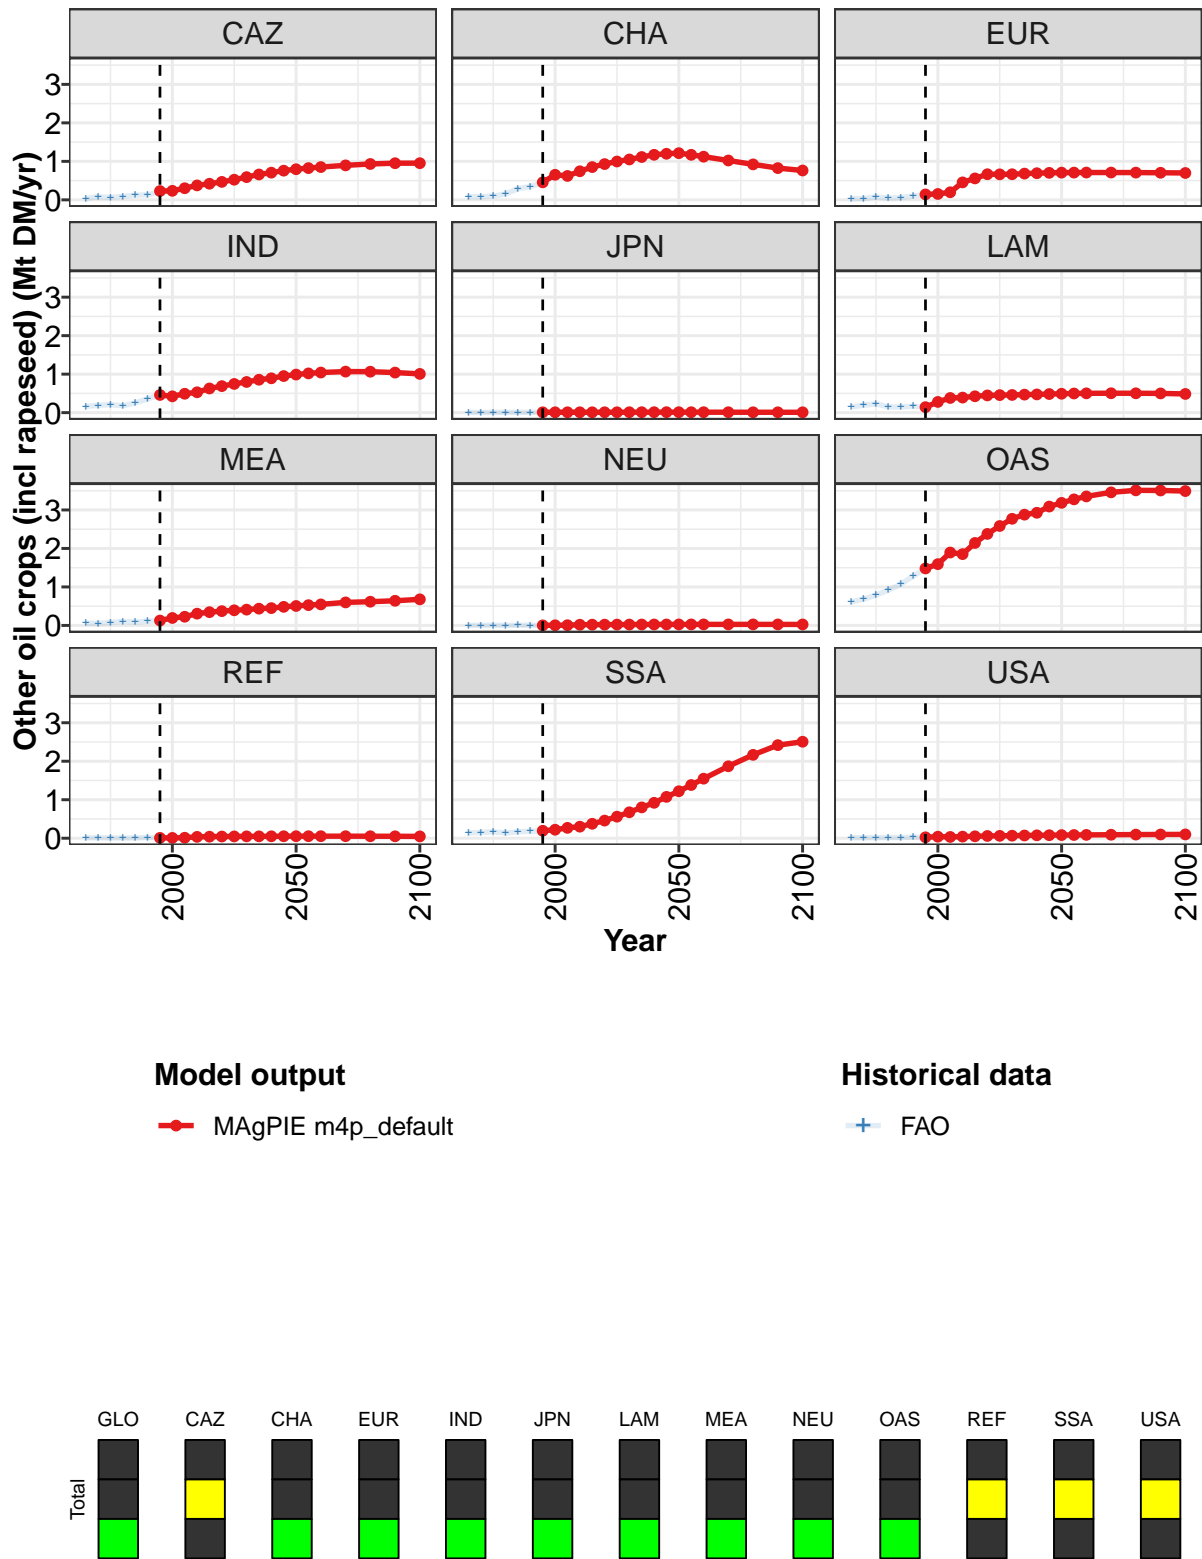 CAZ CHA EUR
3
2
1
0
IND JPN LAM
3
2
1
0
MEA NEU OAS
3
2
1
0
REF SSA USA
3
2
1
0
2000 2050 2100 2000 2050 2100 2000 2050 2100
Year
Other oil crops (incl rapeseed) (Mt DM/yr)
Model output Historical data
MAgPIE m4p_default FAO
GLO CAZ CHA EUR IND JPN LAM MEA NEU OAS REF SSA USA
Total